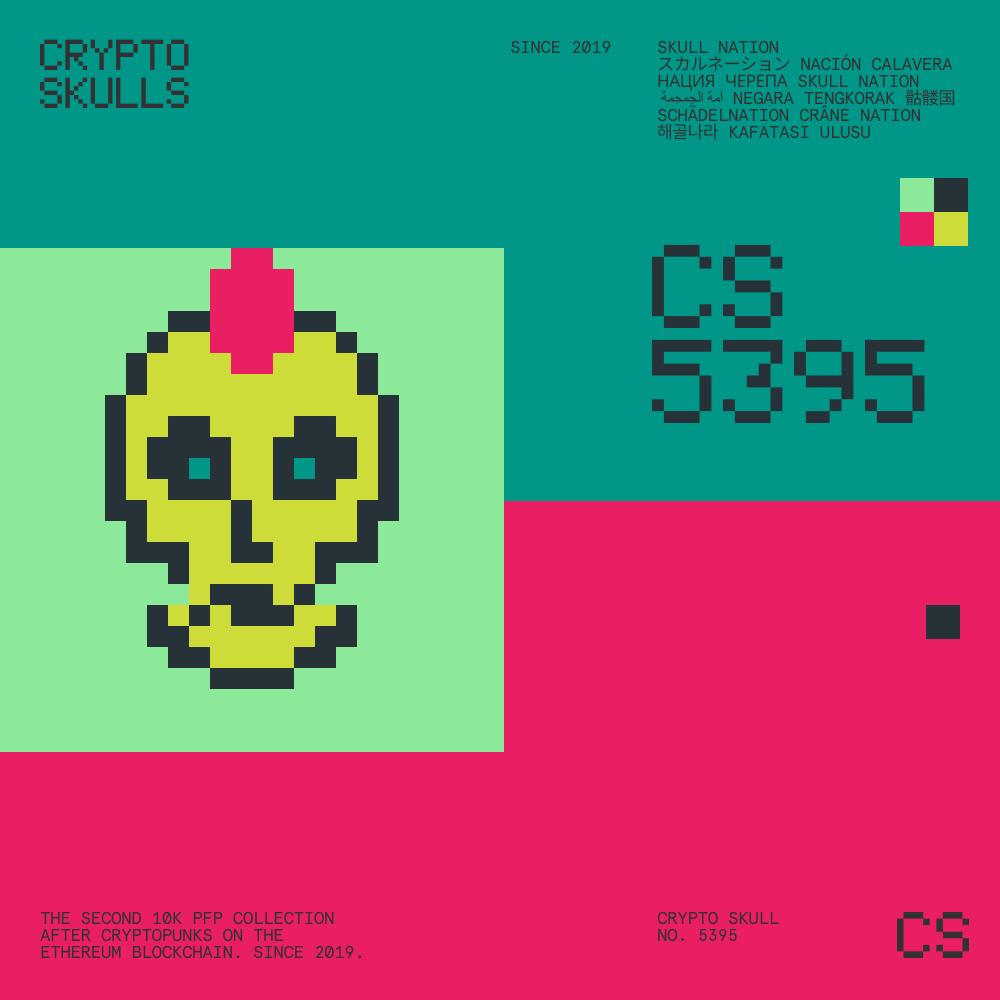 CRYPTO
SKULLS
SINCE 2019
SKULL NATION
スカルネーション NACIÓN CALAVERA
НАЦИЯ ЧЕРЕПА SKULL NATION
أمة الجمجمة NEGARA TENGKORAK 骷髅国
SCHÄDELNATION CRÂNE NATION
해골나라 KAFATASI ULUSU
CS
5395
THE SECOND 10K PFP COLLECTION
AFTER CRYPTOPUNKS ON THE
ETHEREUM BLOCKCHAIN. SINCE 2019.
CRYPTO SKULL
NO. 5395
CS